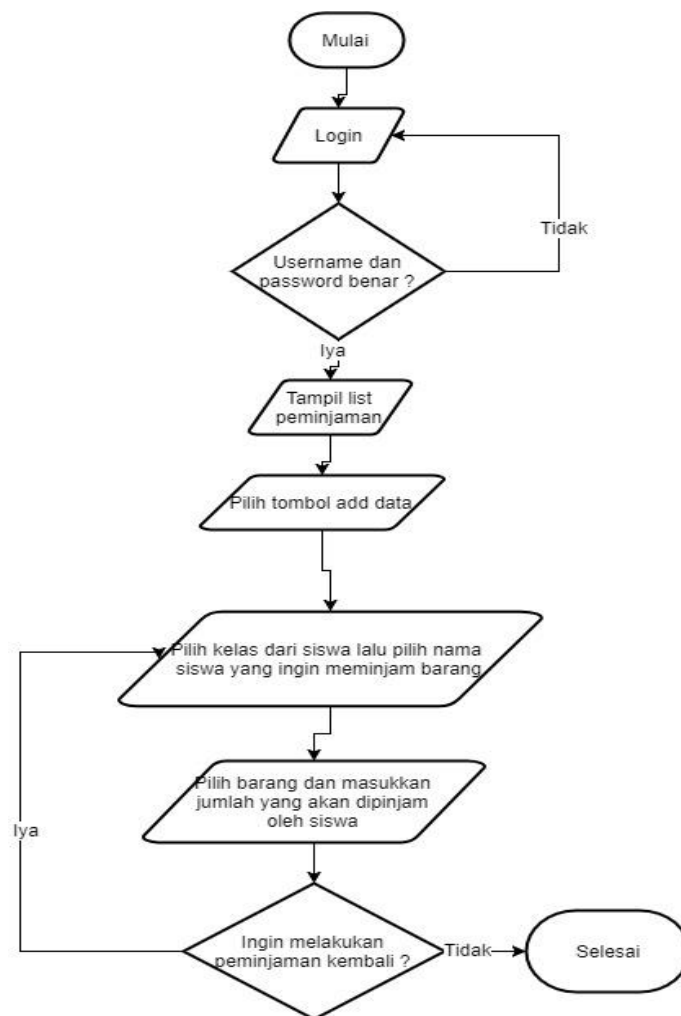 Mulai
Login
Tidak
Username dan
password benar ?
Iya
Tampil list
peminjaman
Pilih tombol add data
Pilih kelas dari siswa lalu pilih nama
siswa yang ingin meminjam barang
Pilih barang dan masukkan
jumlah yang akan dipinjam
oleh siswa
Iya
Ingin melakukan
peminjaman kembali ?
Tidak
Selesai